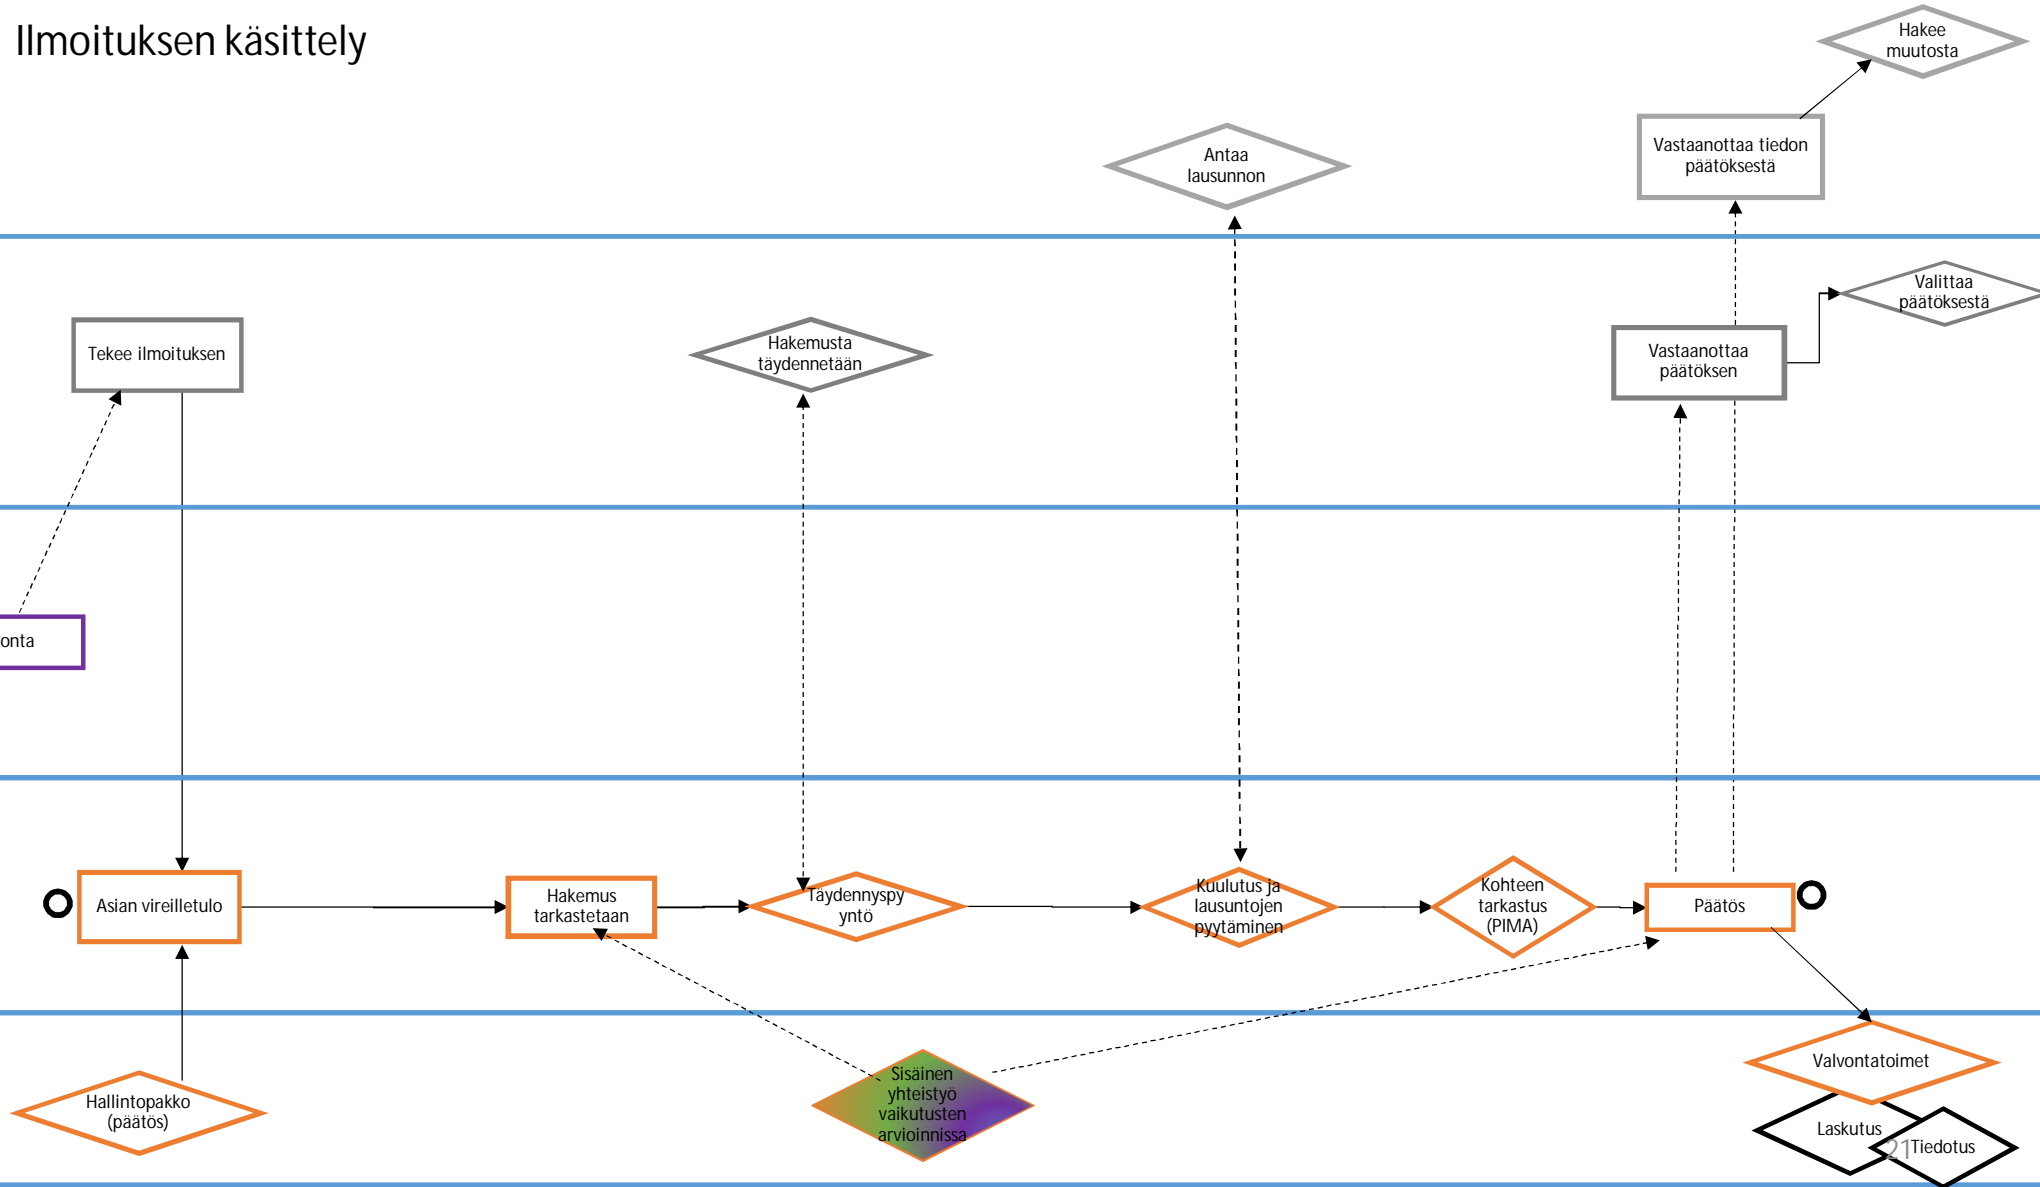 Ilmoituksen käsittely
Hakee
muutosta
Antaa
lausunnon
Vastaanottaa tiedon
päätöksestä
Valittaa
päätöksestä
Tekee ilmoituksen
Hakemusta
täydennetään
Vastaanottaa
päätöksen
onta
Asian vireilletulo
Hakemus
tarkastetaan
Täydennyspy
yntö
Kuulutus ja
lausuntojen
pyytäminen
Kohteen
tarkastus
(PIMA)
Päätös
Hallintopakko
(päätös)
Sisäinen
yhteistyö
vaikutusten
arvioinnissa
Valvontatoimet
Laskutus
21
Tiedotus